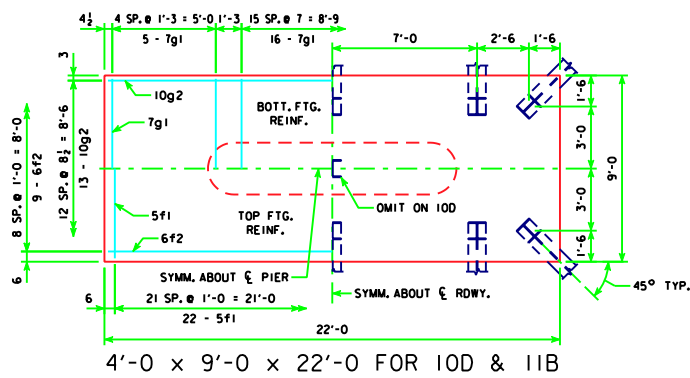 4½ 4 SP.@ 1'-3 = 5'-0 1'-3 15 SP.@ 7 = 8'-9
5 - 7g1 16 - 7g1
7'-0 2'-6 1'-6
3
10g2
BOTT. FTG.
REINF.
7g1
8 SP.@ 1'-0 = 8'-0
9 - 6f2
12 SP.@ 8½ = 8'-6
13 - 10g2
1'-6
3'-0
9'-0
3'-0
1'-6
OMIT ON 10D
5f1
TOP FTG.
REINF.
6f2
SYMM. ABOUT ℄ PIER
SYMM. ABOUT ℄ RDWY.
45° TYP.
6
6
21 SP.@ 1'-0 = 21'-0
22 - 5f1
22'-0
4'-0 x 9'-0 x 22'-0 FOR 10D & 11B